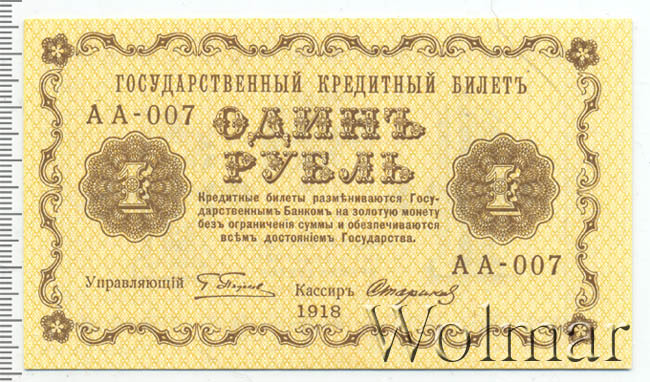 ГОСУДАРСТВЕННЫЙ КРЕДИТНЫЙ БИЛЕТЪ
АА-007
ОДИНЪ
РУБЛЬ
1
1
Кредитные билеты размѣниваются Госу-
дарственнымъ Банкомъ на золотую монету
безъ ограниченія суммы и обезпечиваются
всѣмъ достояніемъ Государства.
АА-007
Управляющій
Кассиръ
Стариков
1918
Wolmar